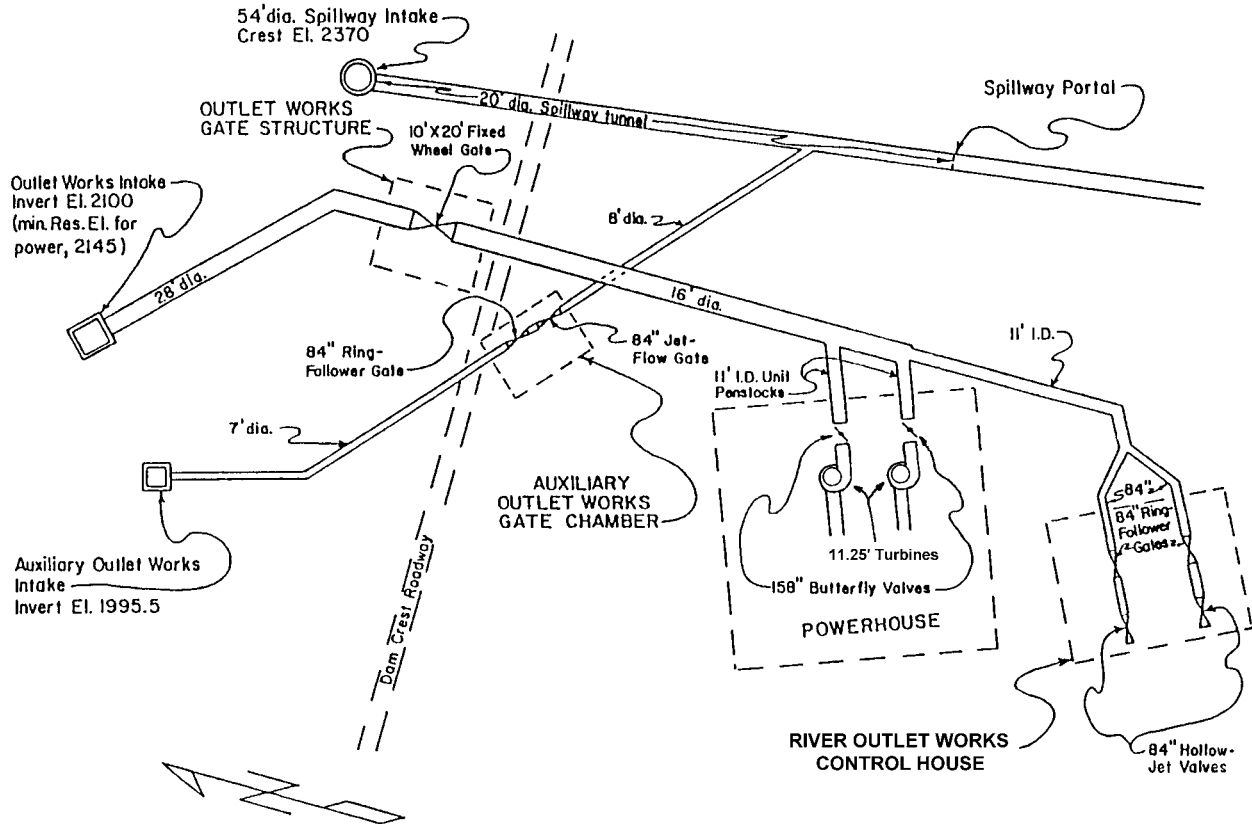 54'dia. Spillway Intake
Crest El. 2370
20' dia. Spillway tunnel
Spillway Portal
OUTLET WORKS
GATE STRUCTURE
10'X20' Fixed
Wheel Gate
Outlet Works Intake
Invert El. 2100
(min. Res. El. for
power, 2145)
28' dia.
8' dia.
16' dia.
84" Ring-
Follower Gate
84" Jet-
Flow Gate
11' I.D.
11' I.D. Unit
Penstocks
7' dia.
AUXILIARY
OUTLET WORKS
GATE CHAMBER
84"
84" Ring-
Follower
Gates
Auxiliary Outlet Works
Intake
Invert El. 1995.5
Dam Crest Roadway
11.25' Turbines
158" Butterfly Valves
POWERHOUSE
RIVER OUTLET WORKS
CONTROL HOUSE
84" Hollow-
Jet Valves